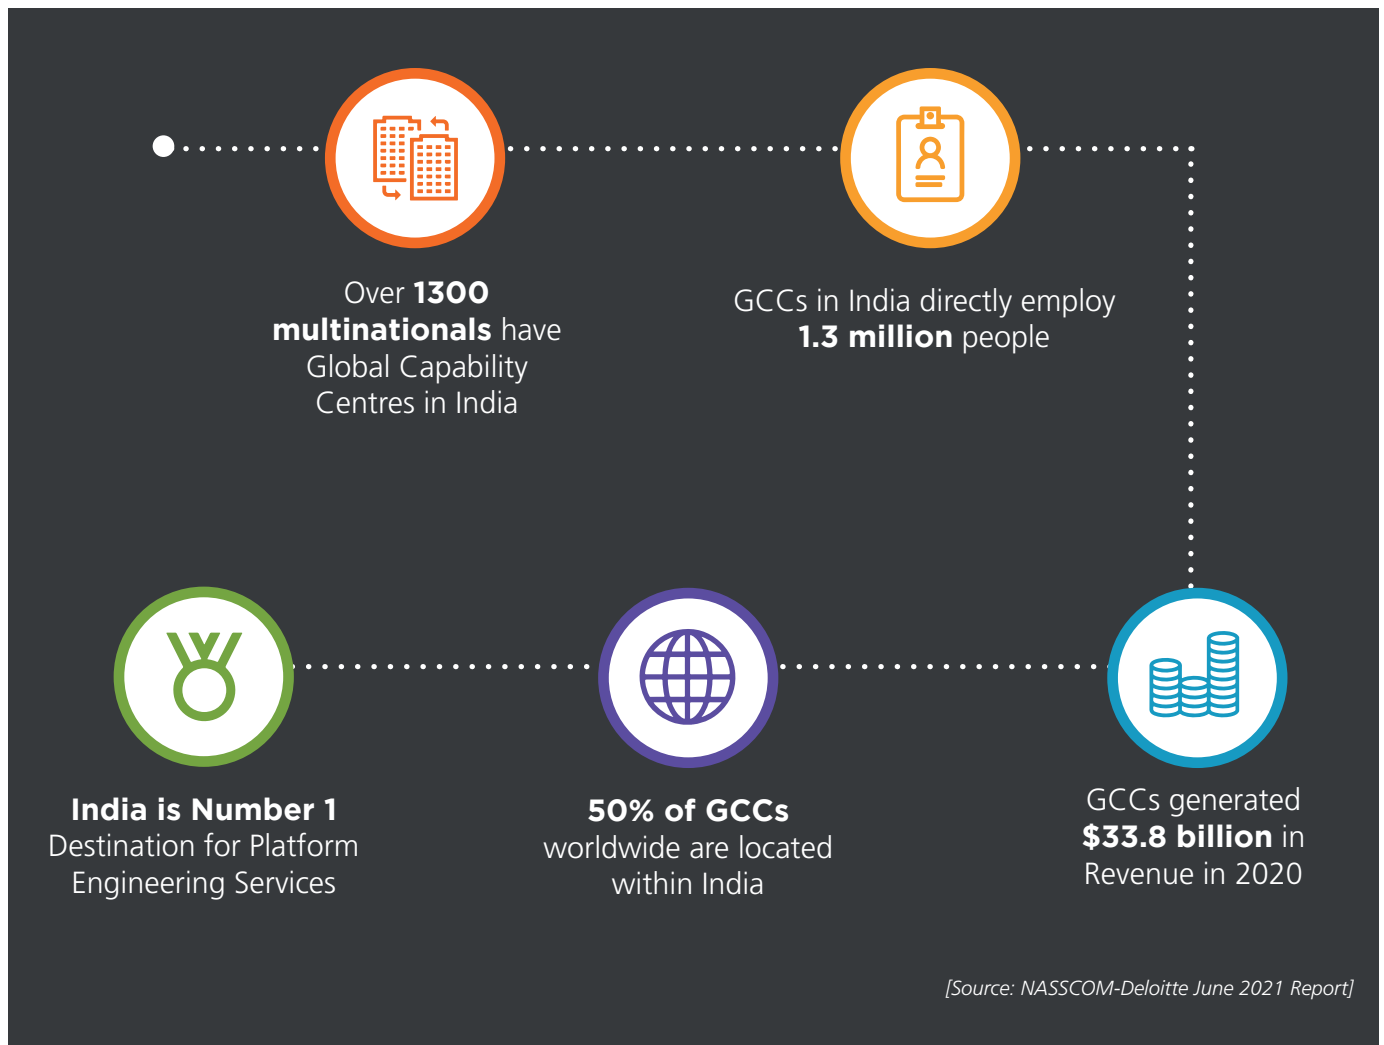 Over 1300
multinationals have
Global Capability
Centres in India
GCCs in India directly employ
1.3 million people
GCCs generated
$33.8 billion in
Revenue in 2020
50% of GCCs
worldwide are located
within India
India is Number 1
Destination for Platform
Engineering Services
[Source: NASSCOM-Deloitte June 2021 Report]